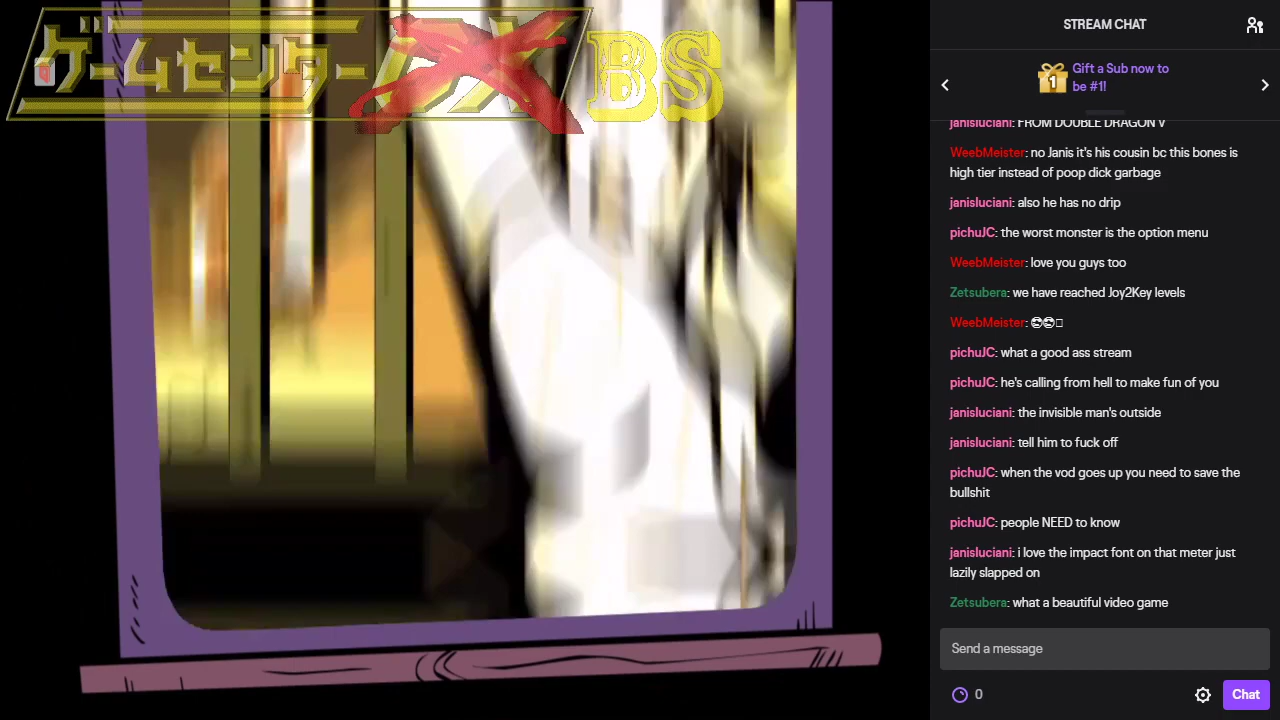 ゲームセンターDX BS
STREAM CHAT
1
Gift a Sub now to
be #1!
janisluciani: FROM DOUBLE DRAGON V
WeebMeister: no Janis it's his cousin bc this bones is
high tier instead of poop dick garbage
janisluciani: also he has no drip
pichuJC: the worst monster is the option menu
WeebMeister: love you guys too
Zetsubera: we have reached Joy2Key levels
WeebMeister:
pichuJC: what a good ass stream
pichuJC: he's calling from hell to make fun of you
janisluciani: the invisible man's outside
janisluciani: tell him to fuck off
pichuJC: when the vod goes up you need to save the
bullshit
pichuJC: people NEED to know
janisluciani: i love the impact font on that meter just
lazily slapped on
Zetsubera: what a beautiful video game
Send a message
0
Chat